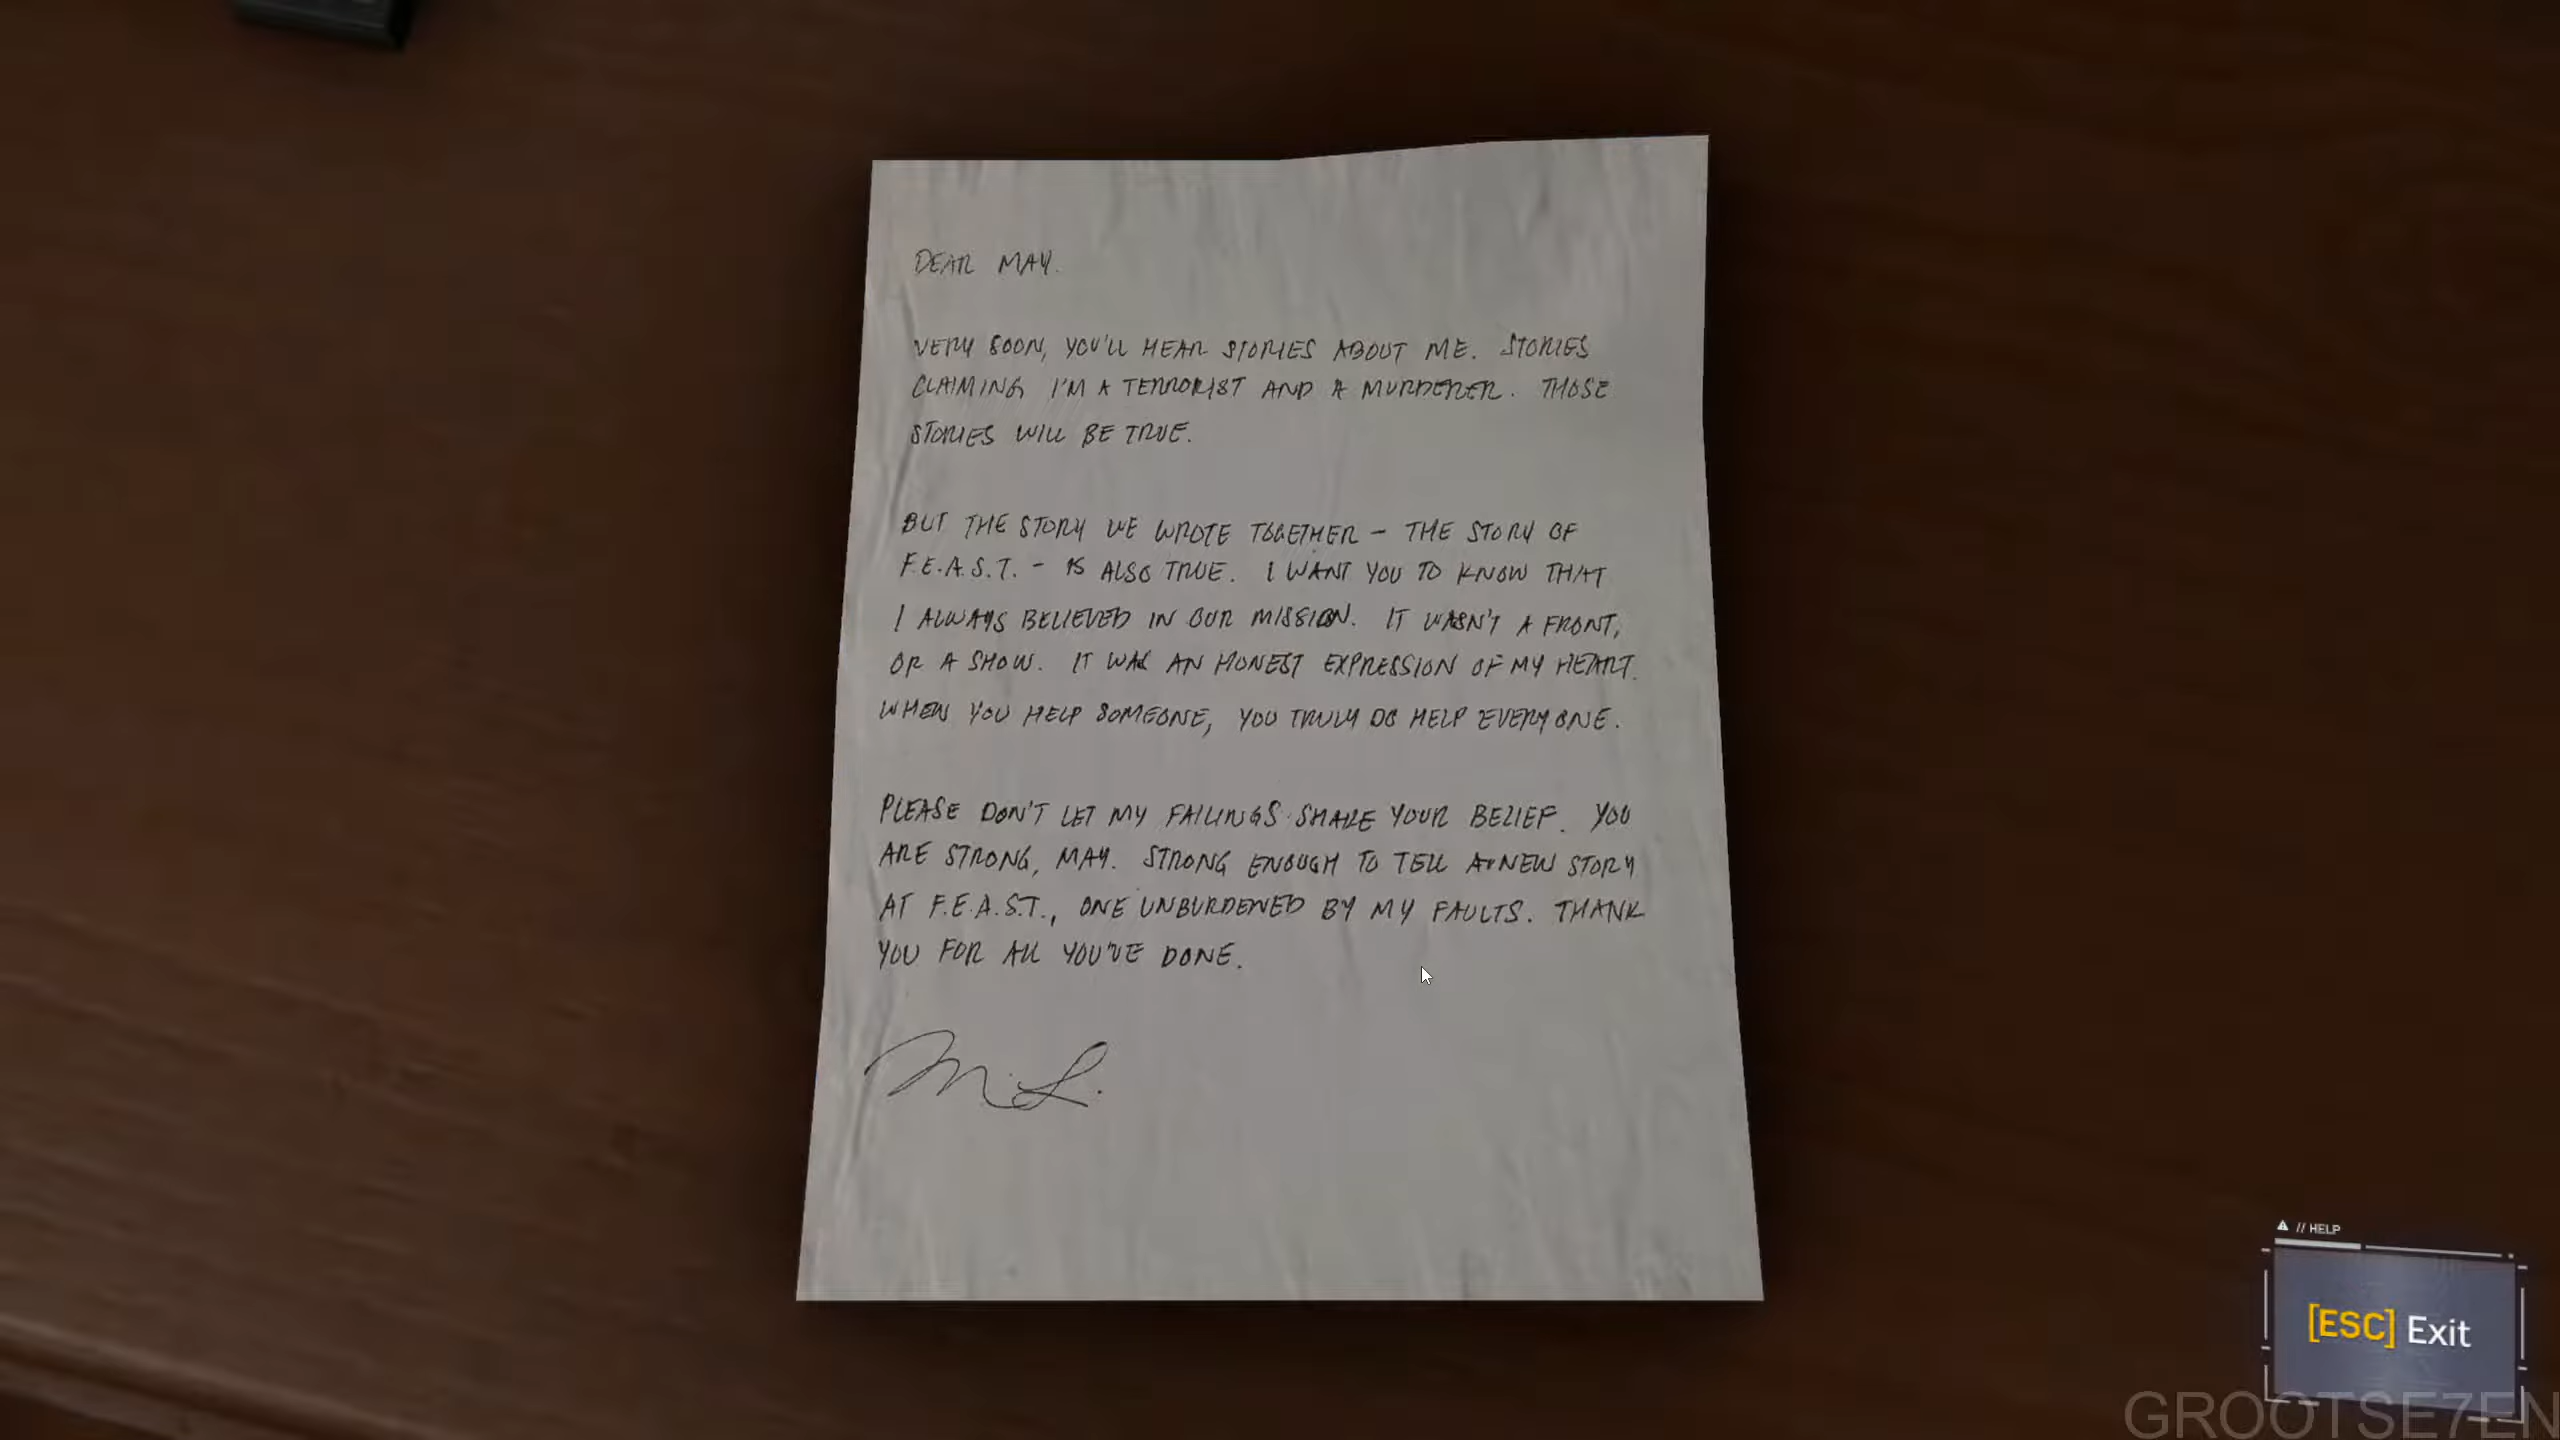 DEAR MAY.
VERY SOON, YOU'LL HEAR STORIES ABOUT ME. STORIES
CLAIMING I'M A TERRORIST AND A MURDERER. THOSE
STORIES WILL BE TRUE.
BUT THE STORY WE WROTE TOGETHER - THE STORY OF
F.E.A.S.T. - IS ALSO TRUE. I WANT YOU TO KNOW THAT
I ALWAYS BELIEVED IN OUR MISSION. IT WASN'T A FRONT,
OR A SHOW. IT WAS AN HONEST EXPRESSION OF MY HEART.
WHEN YOU HELP SOMEONE, YOU TRULY DO HELP EVERYONE.
PLEASE DON'T LET MY FAILINGS SHAKE YOUR BELIEF. YOU
ARE STRONG, MAY. STRONG ENOUGH TO TELL A NEW STORY
AT F.E.A.S.T., ONE UNBURDENED BY MY FAULTS. THANK
YOU FOR ALL YOU'VE DONE.
M.L.
// HELP
[ESC] Exit
GROOTSE7EN